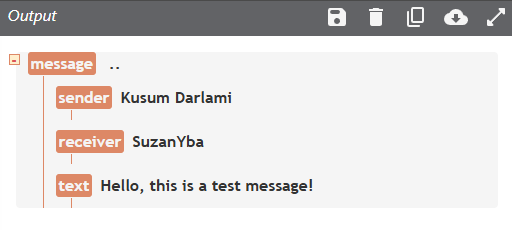 Output
message ..
sender Kusum Darlami
receiver SuzanYba
text Hello, this is a test message!